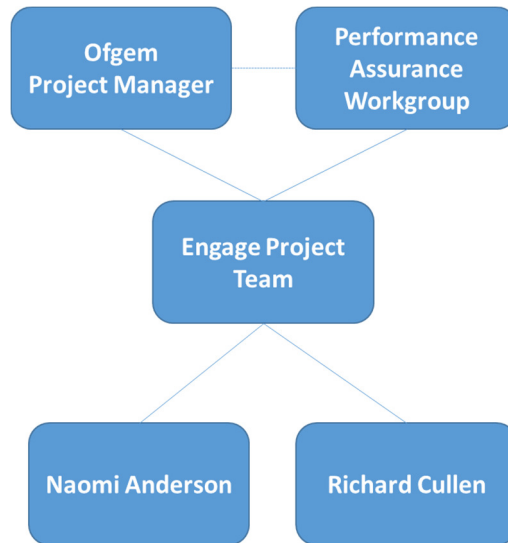 Ofgem
Project Manager
Performance
Assurance
Workgroup
Engage Project
Team
Naomi Anderson
Richard Cullen